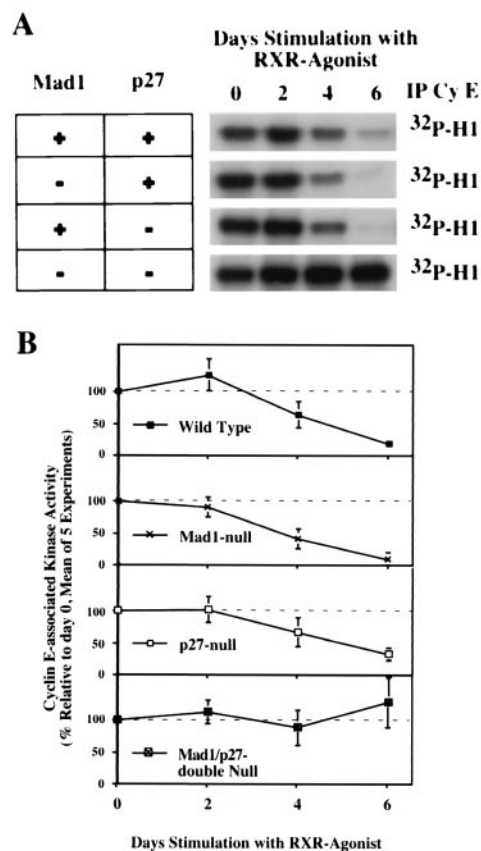 A
Days Stimulation with
RXR-Agonist
Mad1 p27 0 2 4 6 IP Cy E
+ + 32P-H1
- + 32P-H1
+ - 32P-H1
- - 32P-H1
B
Cyclin E-associated Kinase Activity
(% Relative to day 0, Mean of 5 Experiments)
100
50
0
Wild Type
100
50
0
Mad1-null
100
50
0
p27-null
100
50
0
Mad1/p27-
double Null
0 2 4 6
Days Stimulation with RXR-Agonist